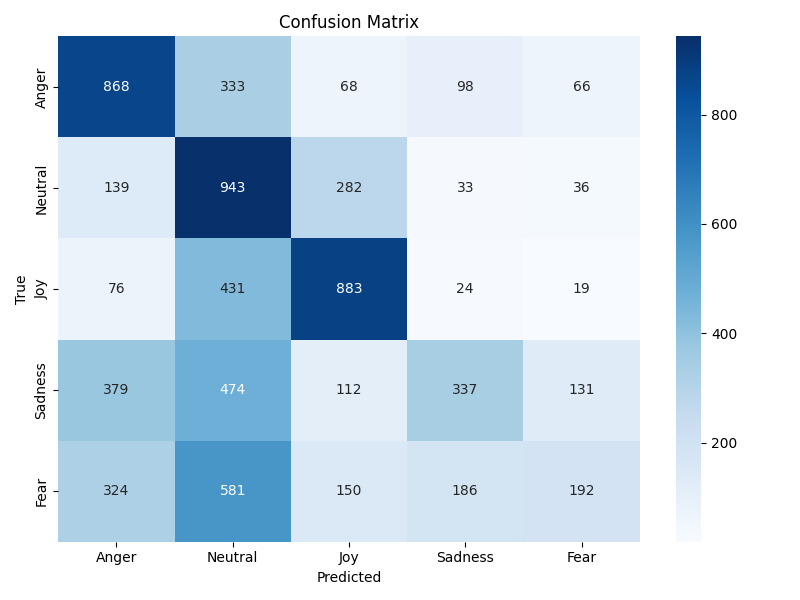 Confusion Matrix
Anger 868 333 68 98 66
Neutral 139 943 282 33 36
Joy 76 431 883 24 19
Sadness 379 474 112 337 131
Fear 324 581 150 186 192
True
Anger Neutral Joy Sadness Fear
Predicted
800
600
400
200